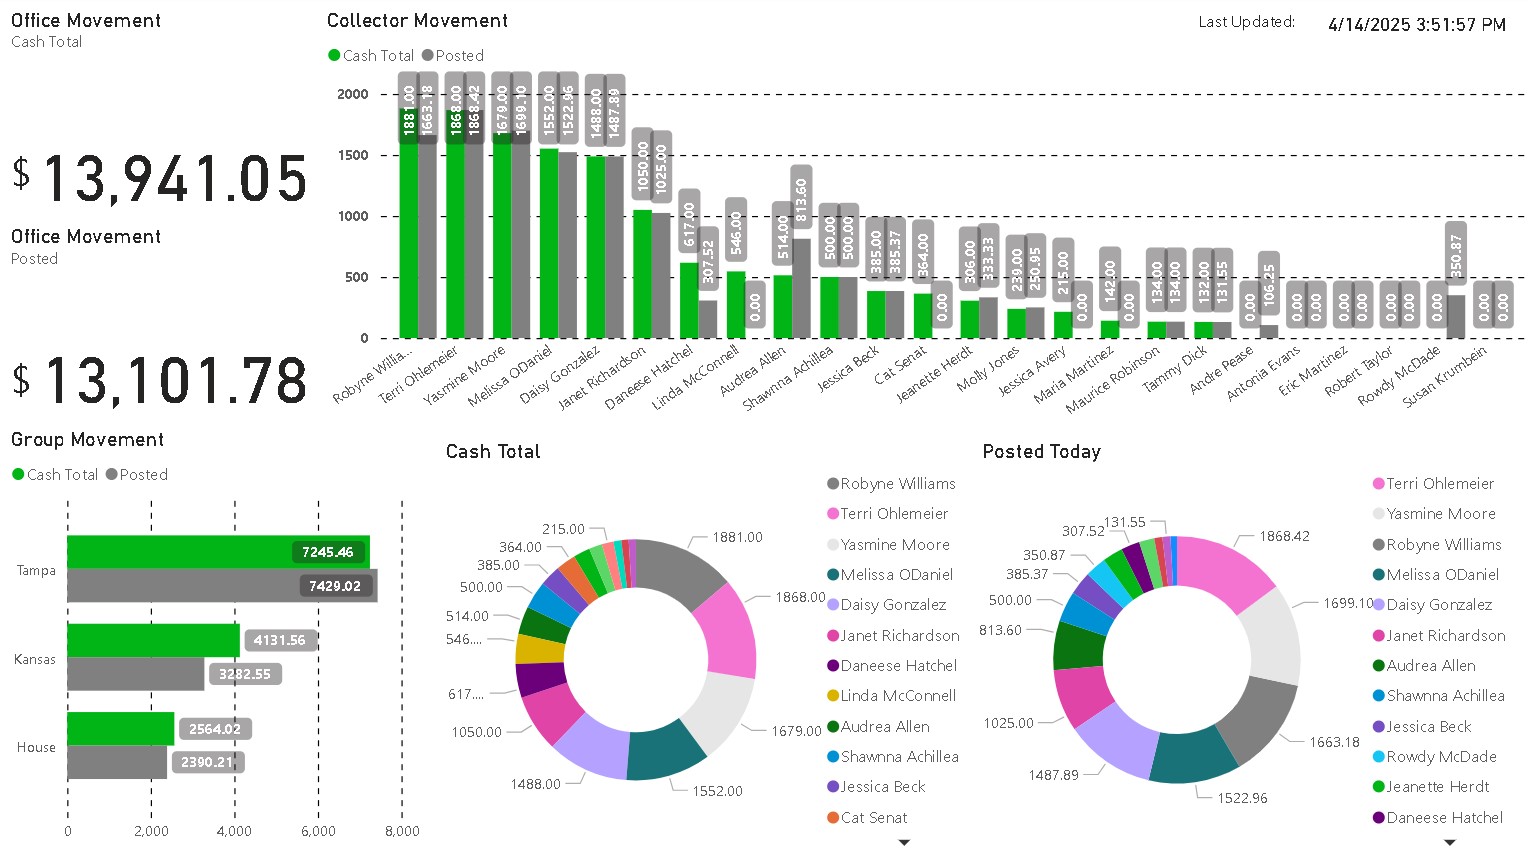 Office Movement
Cash Total
$ 13,941.05
Office Movement
Posted
$ 13,101.78
Collector Movement
Cash Total Posted
Last Updated: 4/14/2025 3:51:57 PM
2000
1500
1000
500
0
1881.00 1663.18 1868.00 1868.42 1679.00 1699.10 1552.00 1522.96 1488.00 1487.89 1050.00 1025.00 617.00 307.52 546.00 0.00 514.00 813.60 500.00 500.00 385.00 385.37 364.00 0.00 306.00 333.33 239.00 250.95 215.00 0.00 142.00 0.00 134.00 134.00 132.00 131.55 0.00 106.25 0.00 0.00 0.00 0.00 0.00 0.00 0.00 350.87 0.00 0.00
Robyne Willia...
Terri Ohlemeier
Yasmine Moore
Melissa ODaniel
Daisy Gonzalez
Janet Richardson
Daneese Hatchel
Linda McConnell
Audrea Allen
Shawnna Achillea
Jessica Beck
Cat Senat
Jeanette Herdt
Molly Jones
Jessica Avery
Maria Martinez
Maurice Robinson
Tammy Dick
Andre Pease
Antonia Evans
Eric Martinez
Robert Taylor
Rowdy McDade
Susan Krumbein
Group Movement
Cash Total Posted
Tampa
7245.46
7429.02
Kansas
4131.56
3282.55
House
2564.02
2390.21
0 2,000 4,000 6,000 8,000
Cash Total
1881.00
1868.00
1679.00
1552.00
1488.00
1050.00
617....
546....
514.00
500.00
385.00
364.00
215.00
Robyne Williams
Terri Ohlemeier
Yasmine Moore
Melissa ODaniel
Daisy Gonzalez
Janet Richardson
Daneese Hatchel
Linda McConnell
Audrea Allen
Shawnna Achillea
Jessica Beck
Cat Senat
Posted Today
1868.42
1699.10
1663.18
1522.96
1487.89
1025.00
813.60
500.00
385.37
350.87
307.52
131.55
Terri Ohlemeier
Yasmine Moore
Robyne Williams
Melissa ODaniel
Daisy Gonzalez
Janet Richardson
Audrea Allen
Shawnna Achillea
Jessica Beck
Rowdy McDade
Jeanette Herdt
Daneese Hatchel